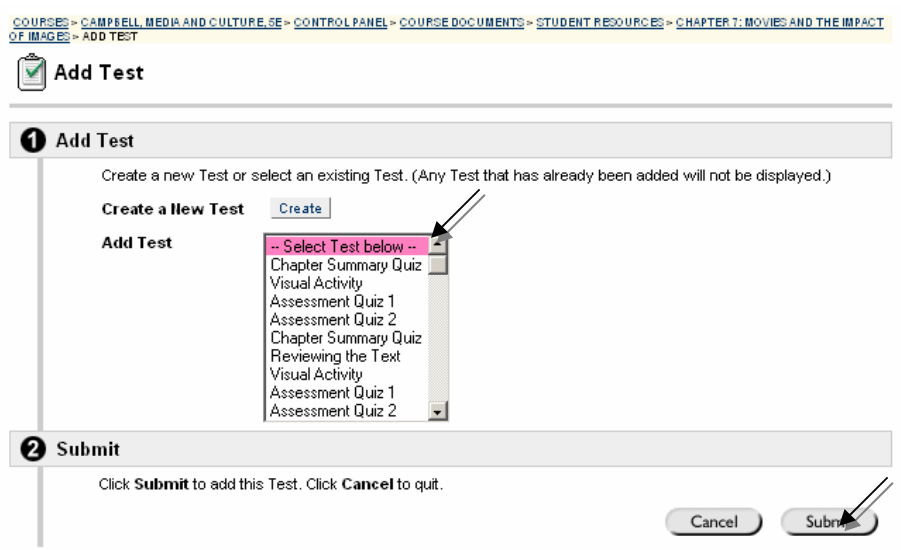 COURSES > CAMPBELL, MEDIA AND CULTURE, 5E > CONTROL PANEL > COURSE DOCUMENTS > STUDENT RESOURCES > CHAPTER 7: MOVIES AND THE IMPACT
OF IMAGES > ADD TEST
Add Test
1 Add Test
Create a new Test or select an existing Test. (Any Test that has already been added will not be displayed.)
Create a New Test Create
Add Test
-- Select Test below --
Chapter Summary Quiz
Visual Activity
Assessment Quiz 1
Assessment Quiz 2
Chapter Summary Quiz
Reviewing the Text
Visual Activity
Assessment Quiz 1
Assessment Quiz 2
2 Submit
Click Submit to add this Test. Click Cancel to quit.
Cancel Submit